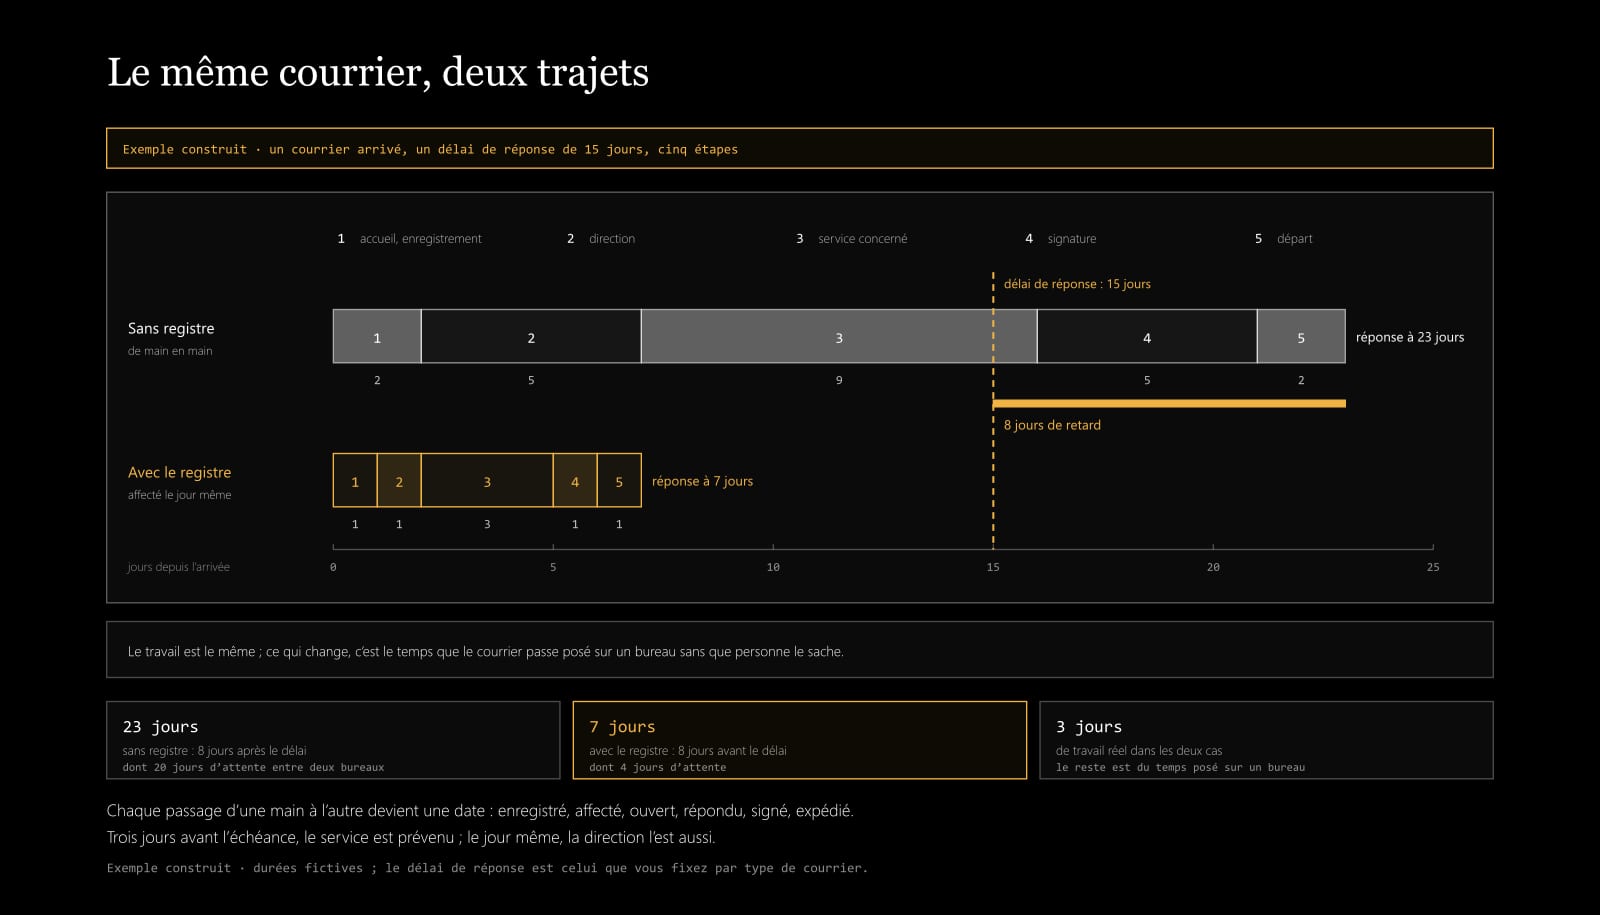 Le même courrier, deux trajets
Exemple construit · un courrier arrivé, un délai de réponse de 15 jours, cinq étapes
1 accueil, enregistrement 2 direction 3 service concerné 4 signature 5 départ
délai de réponse : 15 jours
Sans registre
de main en main
1 2 3 4 5 réponse à 23 jours
2 5 9 5 2
8 jours de retard
Avec le registre
affecté le jour même
1 2 3 4 5 réponse à 7 jours
1 1 3 1 1
jours depuis l'arrivée 0 5 10 15 20 25
Le travail est le même ; ce qui change, c'est le temps que le courrier passe posé sur un bureau sans que personne le sache.
23 jours
sans registre : 8 jours après le délai
dont 20 jours d'attente entre deux bureaux
7 jours
avec le registre : 8 jours avant le délai
dont 4 jours d'attente
3 jours
de travail réel dans les deux cas
le reste est du temps posé sur un bureau
Chaque passage d'une main à l'autre devient une date : enregistré, affecté, ouvert, répondu, signé, expédié.
Trois jours avant l'échéance, le service est prévenu ; le jour même, la direction l'est aussi.
Exemple construit · durées fictives ; le délai de réponse est celui que vous fixez par type de courrier.